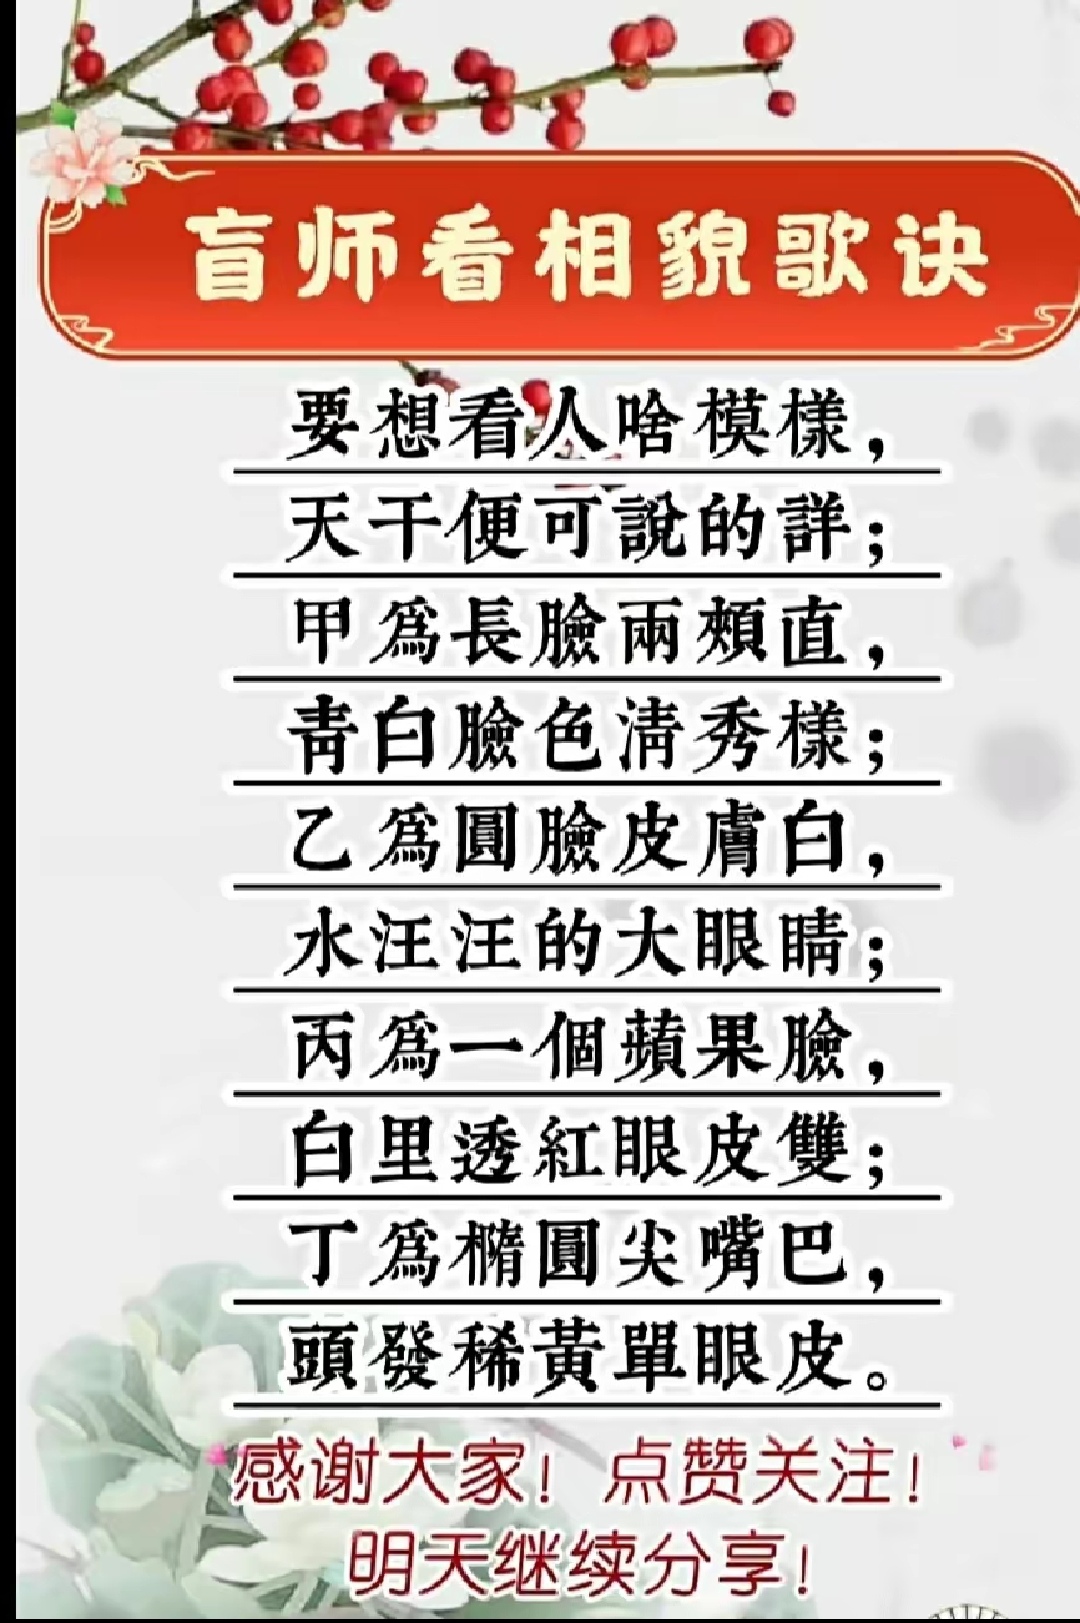 盲师看相貌歌诀
要想看人啥模樣，
天干便可說的詳；
甲爲長臉兩頰直，
青白臉色清秀樣；
乙爲圓臉皮膚白，
水汪汪的大眼睛；
丙爲一個蘋果臉，
白里透紅眼皮雙；
丁爲橢圓尖嘴巴，
頭發稀黃單眼皮。
感谢大家！点赞关注！
明天继续分享！